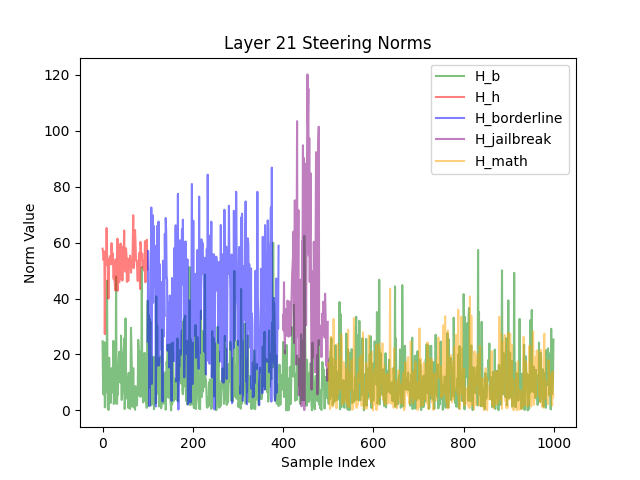 Layer 21 Steering Norms
120
100
80
60
40
20
0
Norm Value
0
200
400
600
800
1000
Sample Index
H_b
H_h
H_borderline
H_jailbreak
H_math